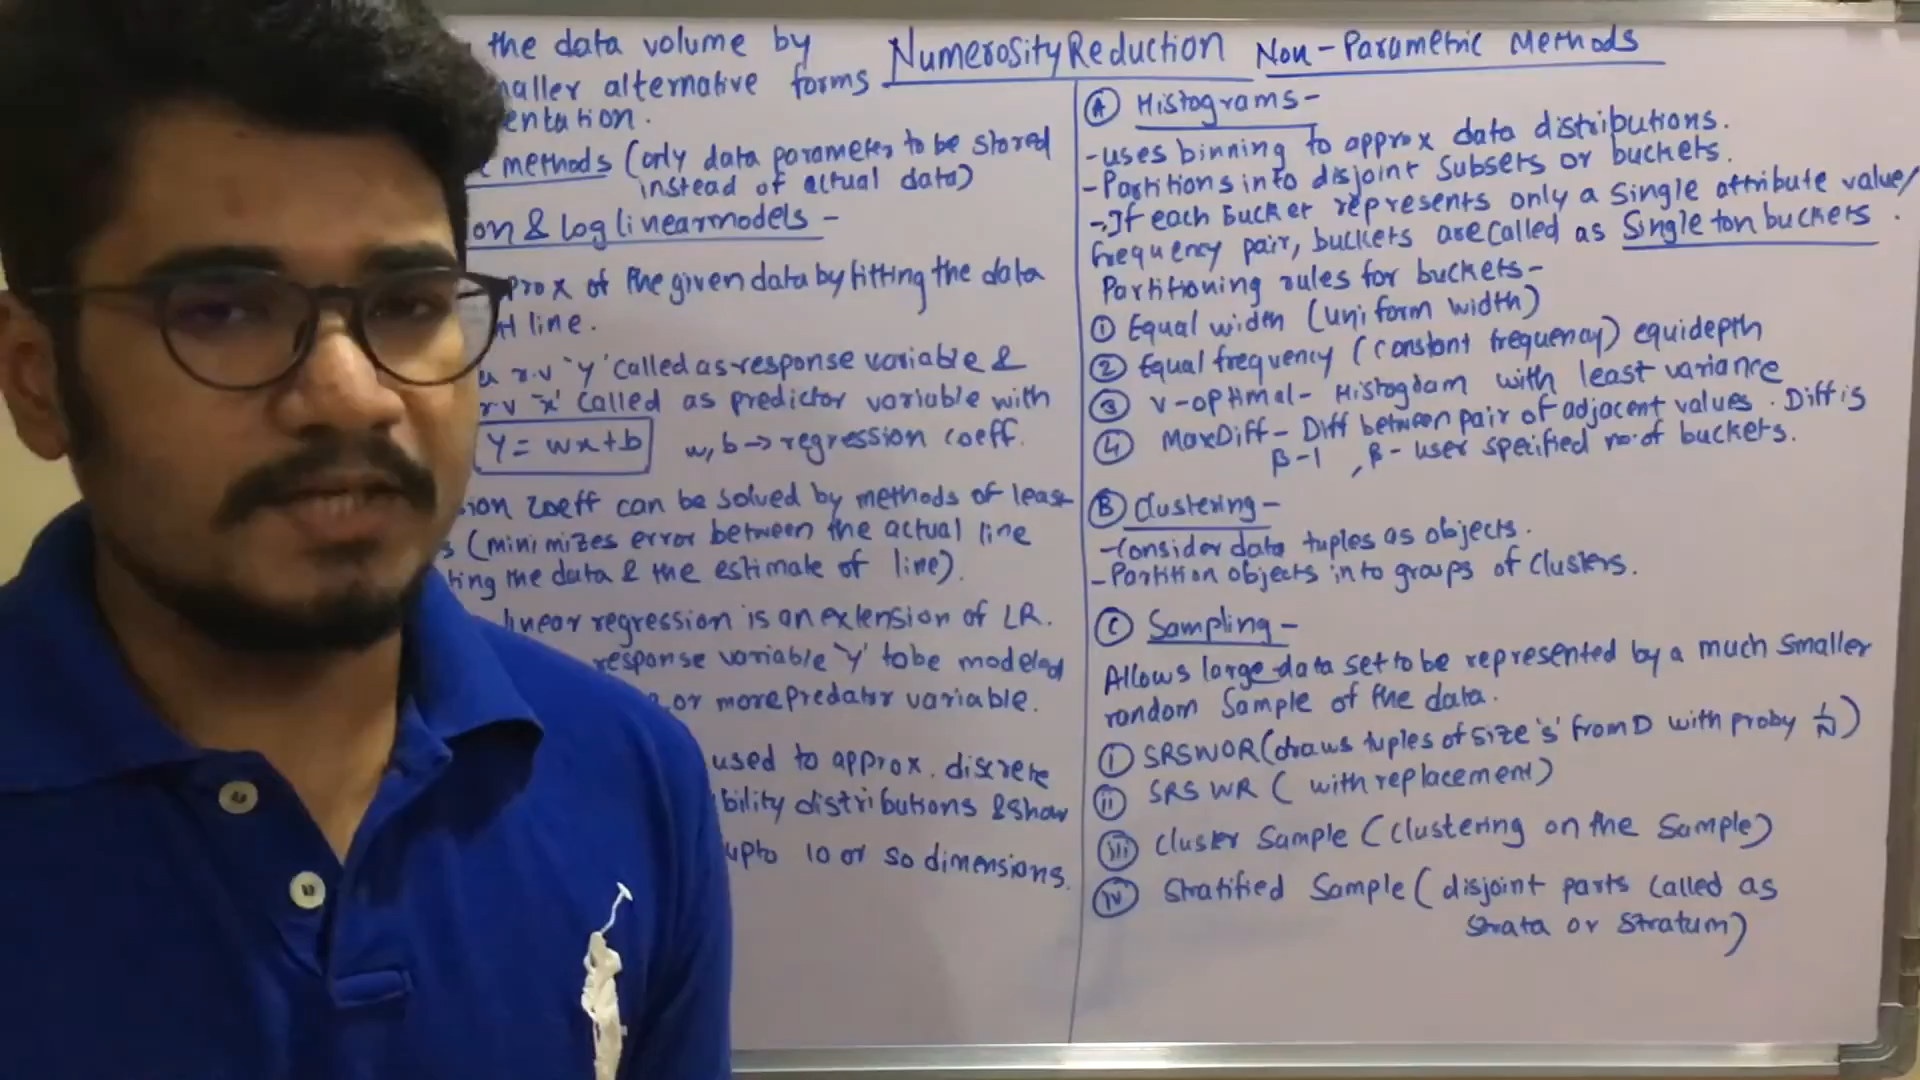 the data volume by
aller alternative forms
entation.
methods (only data parameters to be stored
instead of actual data)
on & log linear models -
prox of the given data by fitting the data
line.
r.v 'y' called as response variable &
r.v 'x' called as predictor variable with
Y = wx + b w, b → regression coeff.
ion coeff can be solved by methods of least
s (minimizes error between the actual line
ting the data & the estimate of line).
linear regression is an extension of LR.
response variable 'y' to be modeled
or more predator variable.
used to approx. discrete
bility distributions & show
upto 10 or so dimensions.
Numerosity Reduction
Non-Parametric Methods
A Histograms-
- uses binning to approx data distributions.
- Partitions into disjoint subsets or buckets.
- If each bucket represents only a single attribute value/
frequency pair, buckets are called as Singleton buckets.
Partitioning rules for buckets-
1 Equal width (uniform width)
2 Equal frequency (constant frequency) equidepth
3 V-optimal- Histogram with least variance
4 MaxDiff- Diff between pair of adjacent values. Diff is
β-1, β- user specified no. of buckets.
B Clustering-
- Consider data tuples as objects.
- Partition objects into groups of clusters.
C Sampling-
Allows large data set to be represented by a much smaller
random sample of the data.
i SRSWOR (draws tuples of size 's' from D with proby 1/N)
ii SRSWR ( with replacement)
iii Cluster Sample (clustering on the sample)
iv Stratified Sample (disjoint parts called as
strata or stratum)